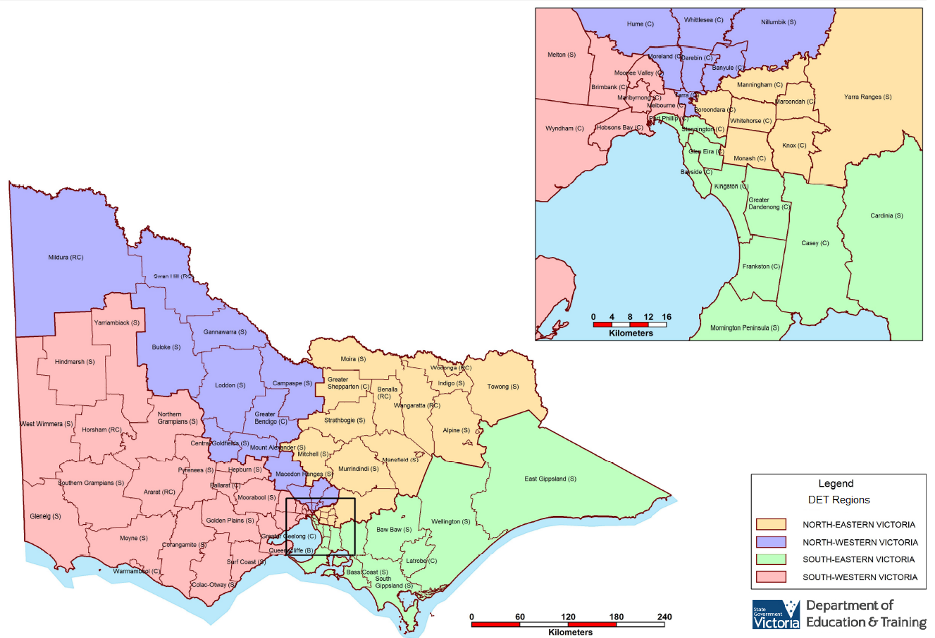 Hume (C)
Whittlesea (C)
Nillumbik (S)
Melton (S)
Moreland (C)
Darebin (C)
Banyule (C)
Moonee Valley (C)
Manningham (C)
Brimbank (C)
Maroondah (C)
Yarra Ranges (S)
Maribyrnong (C)
Melbourne (C)
Yarra (C)
Boroondara (C)
Port Phillip (C)
Whitehorse (C)
Wyndham (C)
Hobsons Bay (C)
Stonnington (C)
Knox (C)
Glen Eira (C)
Monash (C)
Bayside (C)
Kingston (C)
Greater
Dandenong (C)
Cardinia (S)
Casey (C)
Frankston (C)
Mornington Peninsula (S)
0 4 8 12 16
Kilometers
Mildura (RC)
Swan Hill (RC)
Yarriambiack (S)
Gannawarra (S)
Buloke (S)
Hindmarsh (S)
Moira (S)
Wodonga (RC)
Greater
Shepparton (C)
Benalla
(RC)
Indigo (S)
Towong (S)
Loddon (S)
Campaspe (S)
Wangaratta (RC)
Northern
Grampians (S)
Greater
Bendigo (C)
Strathbogie (S)
West Wimmera (S)
Horsham (RC)
Alpine (S)
Central Goldfields (S)
Mount Alexander (S)
Mitchell (S)
Mansfield (S)
Pyrenees (S)
Hepburn (S)
Macedon Ranges (S)
Murrindindi (S)
East Gippsland (S)
Southern Grampians (S)
Ararat (RC)
Ballarat (C)
Moorabool (S)
Glenelg (S)
Golden Plains (S)
Wellington (S)
Baw Baw (S)
Moyne (S)
Corangamite (S)
Greater Geelong (C)
Queenscliffe (B)
Surf Coast (S)
Latrobe (C)
Warrnambool (C)
Colac-Otway (S)
Bass Coast (S)
South
Gippsland (S)
0 60 120 180 240
Kilometers
Legend
DET Regions
NORTH-EASTERN VICTORIA
NORTH-WESTERN VICTORIA
SOUTH-EASTERN VICTORIA
SOUTH-WESTERN VICTORIA
State
Government
Victoria
Department of
Education & Training